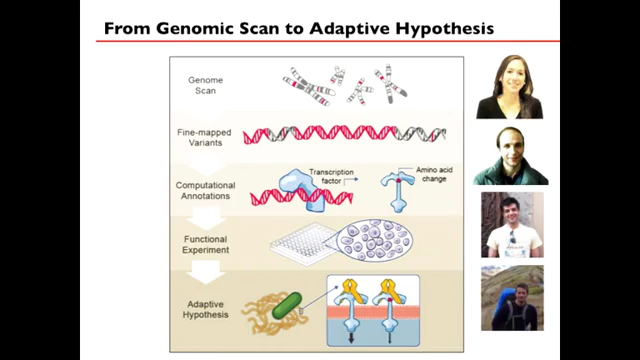 From Genomic Scan to Adaptive Hypothesis
Genome
Scan
Fine-mapped
Variants
Computational
Annotations
Transcription
factor
Amino acid
change
Functional
Experiment
Adaptive
Hypothesis